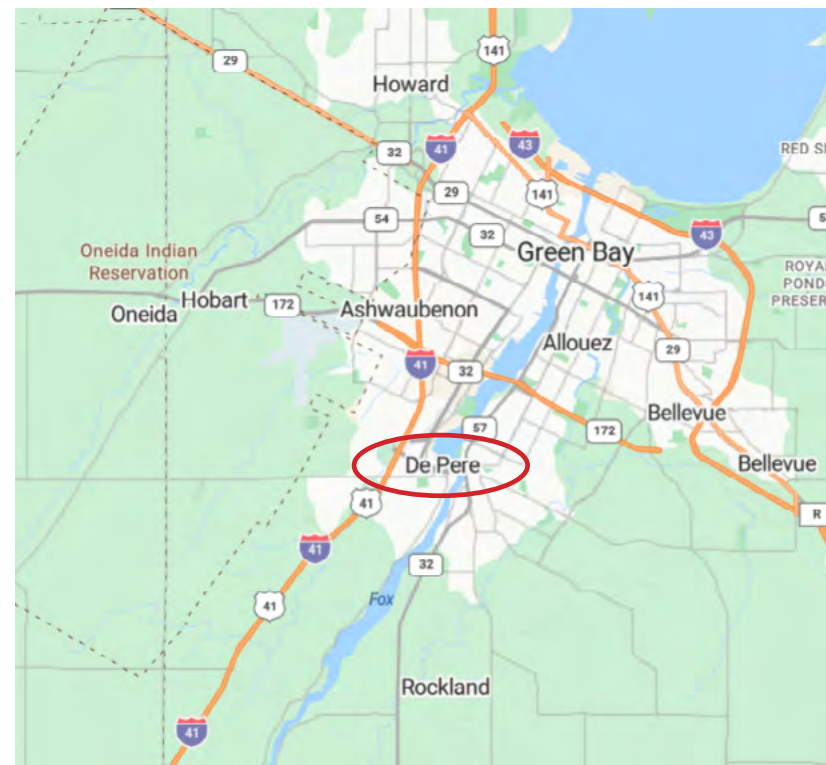 141
29
Howard
RED S
32
41
43
29
141
54
5
32
43
Oneida Indian
Reservation
Green Bay
ROYA
POND
PRESER
Hobart
172
Oneida
Ashwaubenon
141
Allouez
29
41
32
Bellevue
57
172
De Pere
Bellevue
41
R
41
32
41
Fox
Rockland
41